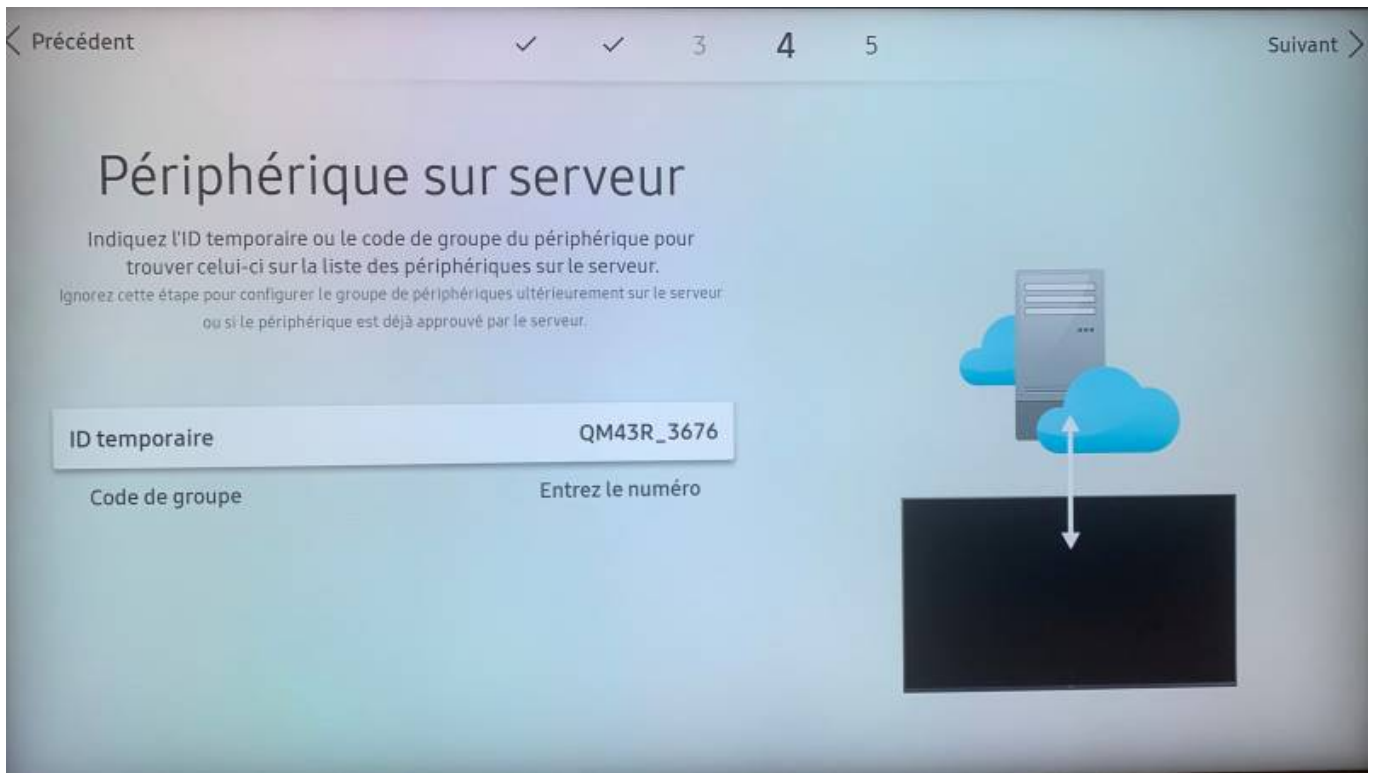 Précédent
3 4 5
Suivant
Périphérique sur serveur
Indiquez l'ID temporaire ou le code de groupe du périphérique pour
trouver celui-ci sur la liste des périphériques sur le serveur.
Ignorez cette étape pour configurer le groupe de périphériques ultérieurement sur le serveur
ou si le périphérique est déjà approuvé par le serveur.
ID temporaire QM43R_3676
Code de groupe Entrez le numéro